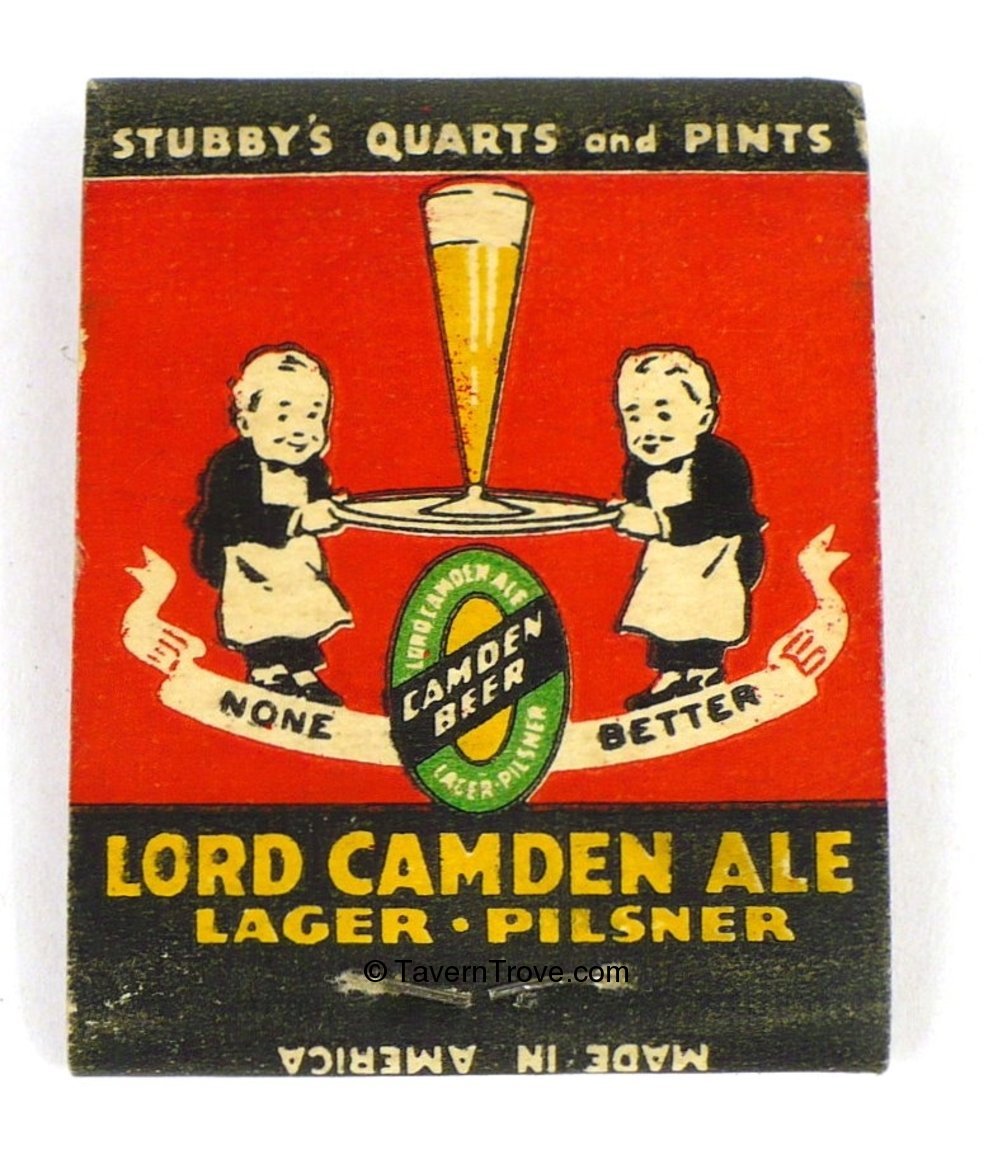 STUBBY'S QUARTS and PINTS
LORD CAMDEN ALE
CAMDEN
BEER
LAGER-PILSNER
NONE
BETTER
LORD CAMDEN ALE
LAGER • PILSNER
© TavernTrove.com
MADE IN AMERICA